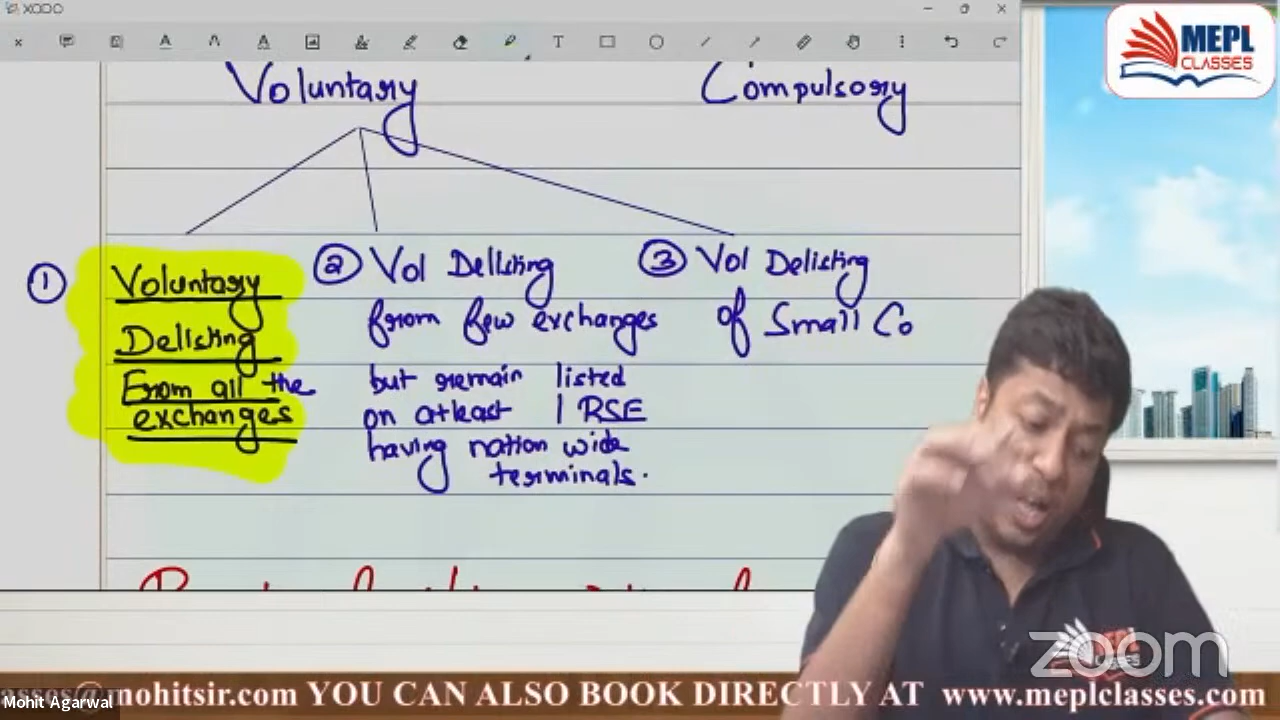 XODO
MEPL
CLASSES
Voluntary
Compulsory
① Voluntary
Delisting
From all the
exchanges
② Vol Delisting
from few exchanges
but remain listed
on atleast 1 RSE
having nation wide
terminals.
③ Vol Delisting
of Small Co
zoom
asses@mohitsir.com YOU CAN ALSO BOOK DIRECTLY AT www.meplclasses.com
Mohit Agarwal